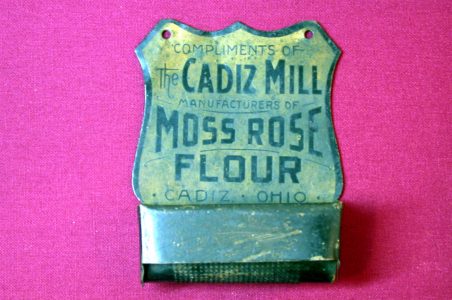 COMPLIMENTS OF
The CADIZ MILL
MANUFACTURERS OF
MOSS ROSE
FLOUR
· CADIZ · OHIO ·